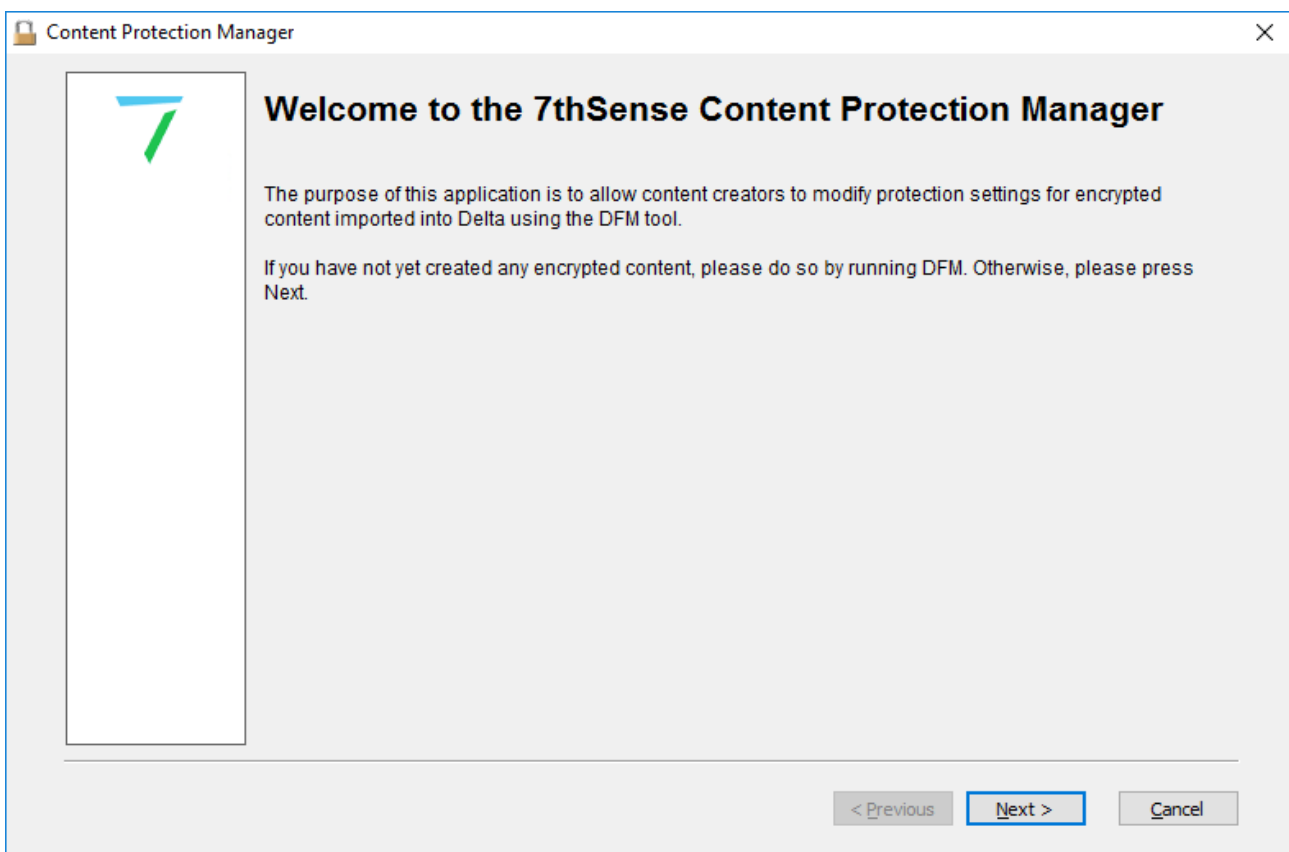 Content Protection Manager
Welcome to the 7thSense Content Protection Manager
The purpose of this application is to allow content creators to modify protection settings for encrypted
content imported into Delta using the DFM tool.
If you have not yet created any encrypted content, please do so by running DFM. Otherwise, please press
Next.
< Previous
Next >
Cancel